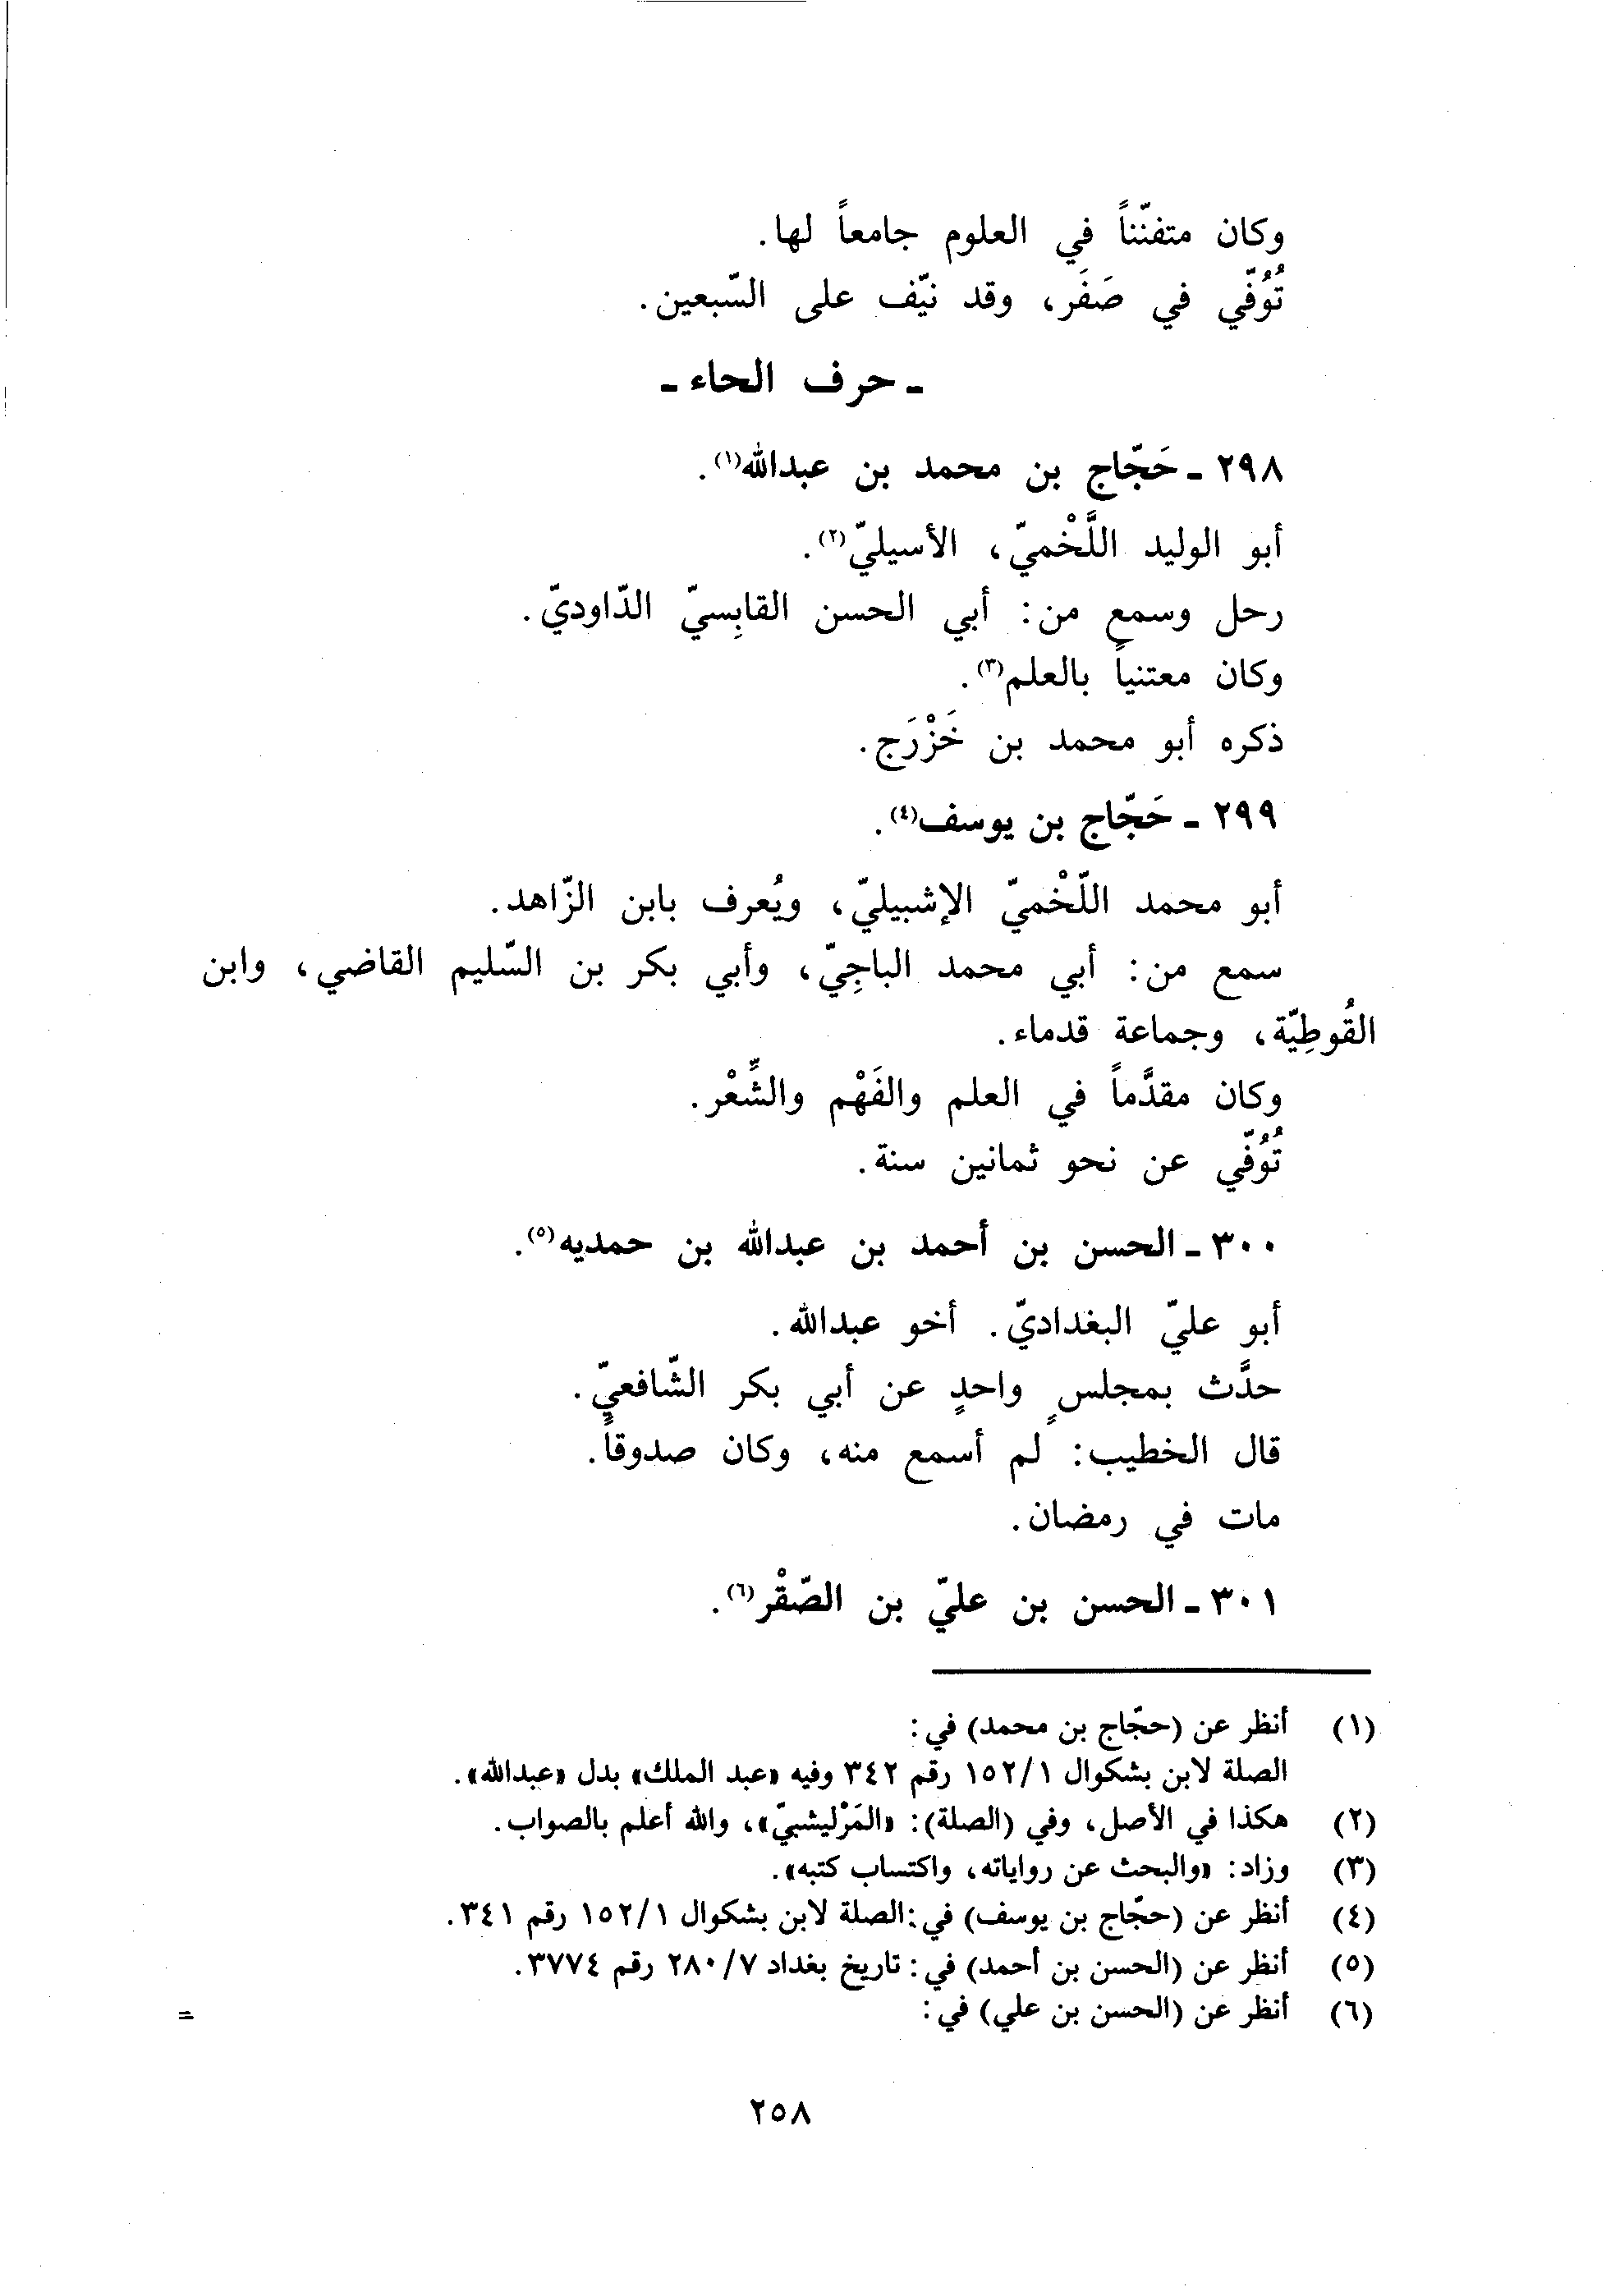 وكان متفنّناً في العلوم جامعاً لها.
تُوُفّي في صَفَر، وقد نيّف على السّبعين.
ـ حرف الحاء ـ
٢٩٨ ـ حَجّاج بن محمد بن عبدالله(١).
أبو الوليد اللَّخْميّ، الأسيليّ(٢).
رحل وسمع من: أبي الحسن القابِسيّ الدّاوديّ.
وكان معتنياً بالعلم(٣).
ذكره أبو محمد بن خَزْرَج.
٢٩٩ ـ حَجّاج بن يوسف(٤).
أبو محمد اللّخْميّ الإشبيليّ، ويُعرف بابن الزّاهد.
سمع من: أبي محمد الباجِيّ، وأبي بكر بن السّليم القاضي، وابن
القُوطِيّة، وجماعة قدماء.
وكان مقدَّماً في العلم والفَهْم والشِّعْر.
تُوُفّي عن نحو ثمانين سنة.
٣٠٠ ـ الحسن بن أحمد بن عبدالله بن حمديه(٥).
أبو عليّ البغداديّ. أخو عبدالله.
حدَّث بمجلسٍ واحدٍ عن أبي بكر الشّافعيّ.
قال الخطيب: لم أسمع منه، وكان صدوقاً.
مات في رمضان.
٣٠١ ـ الحسن بن عليّ بن الصّقْر(٦).
(١) أنظر عن (حجّاج بن محمد) في:
الصلة لابن بشكوال ١/١٥٢ رقم ٣٤٢ وفيه «عبد الملك» بدل «عبدالله».
(٢) هكذا في الأصل، وفي (الصلة): «المَرْليشيّ»، والله أعلم بالصواب.
(٣) وزاد: «والبحث عن رواياته، واكتساب كتبه».
(٤) أنظر عن (حجّاج بن يوسف) في: الصلة لابن بشكوال ١/١٥٢ رقم ٣٤١.
(٥) أنظر عن (الحسن بن أحمد) في: تاريخ بغداد ٧/٢٨٠ رقم ٣٧٧٤.
(٦) أنظر عن (الحسن بن علي) في: =
٢٥٨